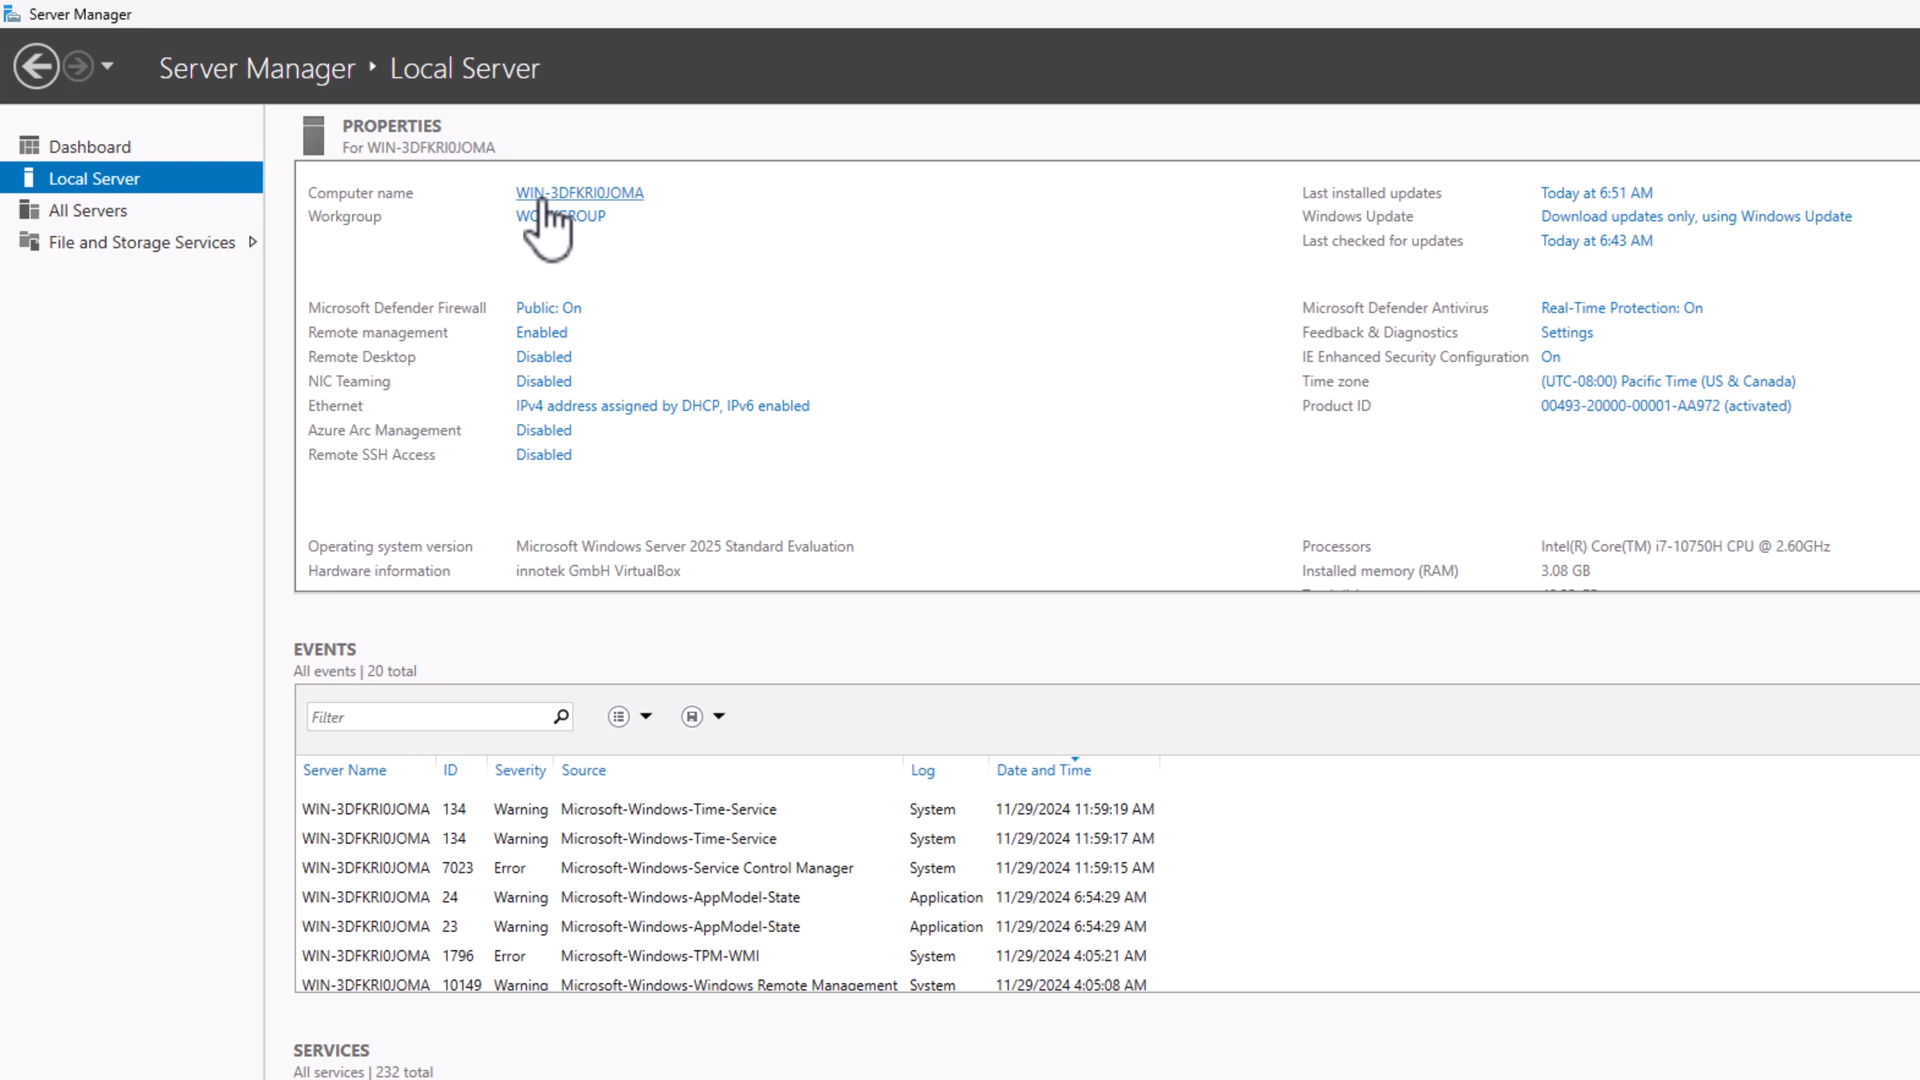 Server Manager
Server Manager ‣ Local Server
Dashboard
Local Server
All Servers
File and Storage Services
PROPERTIES
For WIN-3DFKRI0JOMA
Computer name WIN-3DFKRI0JOMA Last installed updates Today at 6:51 AM
Workgroup WORKGROUP Windows Update Download updates only, using Windows Update
Last checked for updates Today at 6:43 AM
Microsoft Defender Firewall Public: On Microsoft Defender Antivirus Real-Time Protection: On
Remote management Enabled Feedback & Diagnostics Settings
Remote Desktop Disabled IE Enhanced Security Configuration On
NIC Teaming Disabled Time zone (UTC-08:00) Pacific Time (US & Canada)
Ethernet IPv4 address assigned by DHCP, IPv6 enabled Product ID 00493-20000-00001-AA972 (activated)
Azure Arc Management Disabled
Remote SSH Access Disabled
Operating system version Microsoft Windows Server 2025 Standard Evaluation Processors Intel(R) Core(TM) i7-10750H CPU @ 2.60GHz
Hardware information innotek GmbH VirtualBox Installed memory (RAM) 3.08 GB
EVENTS
All events | 20 total
Filter
Server Name ID Severity Source Log Date and Time
WIN-3DFKRI0JOMA 134 Warning Microsoft-Windows-Time-Service System 11/29/2024 11:59:19 AM
WIN-3DFKRI0JOMA 134 Warning Microsoft-Windows-Time-Service System 11/29/2024 11:59:17 AM
WIN-3DFKRI0JOMA 7023 Error Microsoft-Windows-Service Control Manager System 11/29/2024 11:59:15 AM
WIN-3DFKRI0JOMA 24 Warning Microsoft-Windows-AppModel-State Application 11/29/2024 6:54:29 AM
WIN-3DFKRI0JOMA 23 Warning Microsoft-Windows-AppModel-State Application 11/29/2024 6:54:29 AM
WIN-3DFKRI0JOMA 1796 Error Microsoft-Windows-TPM-WMI System 11/29/2024 4:05:21 AM
WIN-3DFKRI0JOMA 10149 Warning Microsoft-Windows-Windows Remote Management System 11/29/2024 4:05:08 AM
SERVICES
All services | 232 total